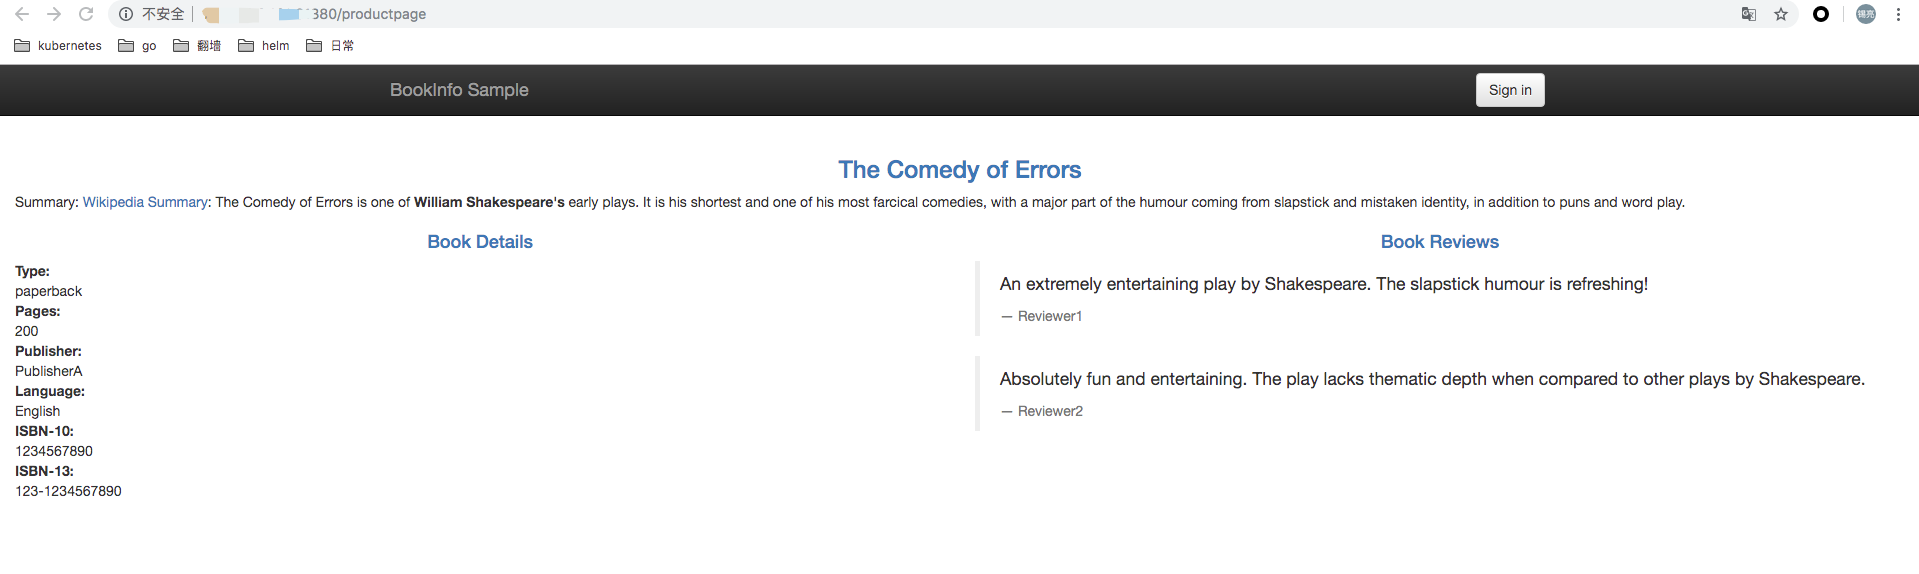 不安全
380/productpage
kubernetes go 翻墙 helm 日常
BookInfo Sample
Sign in
The Comedy of Errors
Summary: Wikipedia Summary: The Comedy of Errors is one of William Shakespeare's early plays. It is his shortest and one of his most farcical comedies, with a major part of the humour coming from slapstick and mistaken identity, in addition to puns and word play.
Book Details
Type:
paperback
Pages:
200
Publisher:
PublisherA
Language:
English
ISBN-10:
1234567890
ISBN-13:
123-1234567890
Book Reviews
An extremely entertaining play by Shakespeare. The slapstick humour is refreshing!
— Reviewer1
Absolutely fun and entertaining. The play lacks thematic depth when compared to other plays by Shakespeare.
— Reviewer2